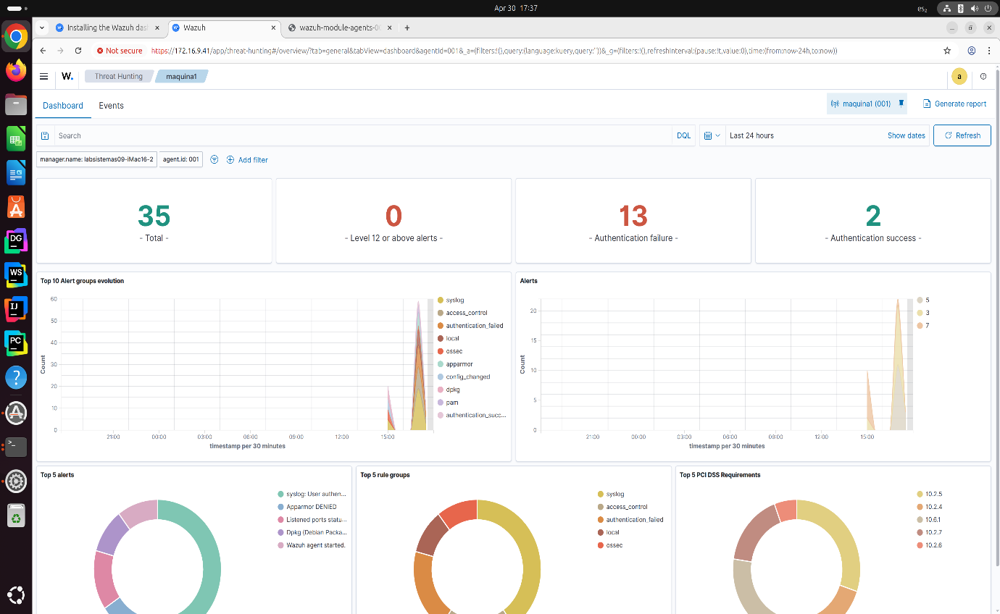 Apr 30 17:37
es₂
Installing the Wazuh das
Wazuh
wazuh-module-agents-00
Not secure
https://172.16.9.41/app/threat-hunting#/overview/?tab=general&tabView=dashboard&agentId=001&_a=(filters:!(),query:(language:kuery,query:''))&_g=(filters:!(),refreshInterval:(pause:!t,value:0),time:(from:now-24h,to:now))
W.
Threat Hunting
maquina1
a
Dashboard
Events
maquina1 (001)
Generate report
Search
DQL
Last 24 hours
Show dates
Refresh
manager.name: labsistemas09-iMac16-2
agent.id: 001
Add filter
35
- Total -
0
- Level 12 or above alerts -
13
- Authentication failure -
2
- Authentication success -
Top 10 Alert groups evolution
60
50
40
30
20
10
0
Count
21:00
00:00
03:00
06:00
09:00
12:00
15:00
timestamp per 30 minutes
syslog
access_control
authentication_failed
local
ossec
apparmor
config_changed
dpkg
pam
authentication_succ...
Alerts
20
15
10
5
0
Count
21:00
00:00
03:00
06:00
09:00
12:00
15:00
timestamp per 30 minutes
5
3
7
Top 5 alerts
syslog: User authen...
Apparmor DENIED
Listened ports statu...
Dpkg (Debian Packa...
Wazuh agent started.
Top 5 rule groups
syslog
access_control
authentication_failed
local
ossec
Top 5 PCI DSS Requirements
10.2.5
10.2.4
10.6.1
10.2.7
10.2.6
DG
WS
IJ
PC